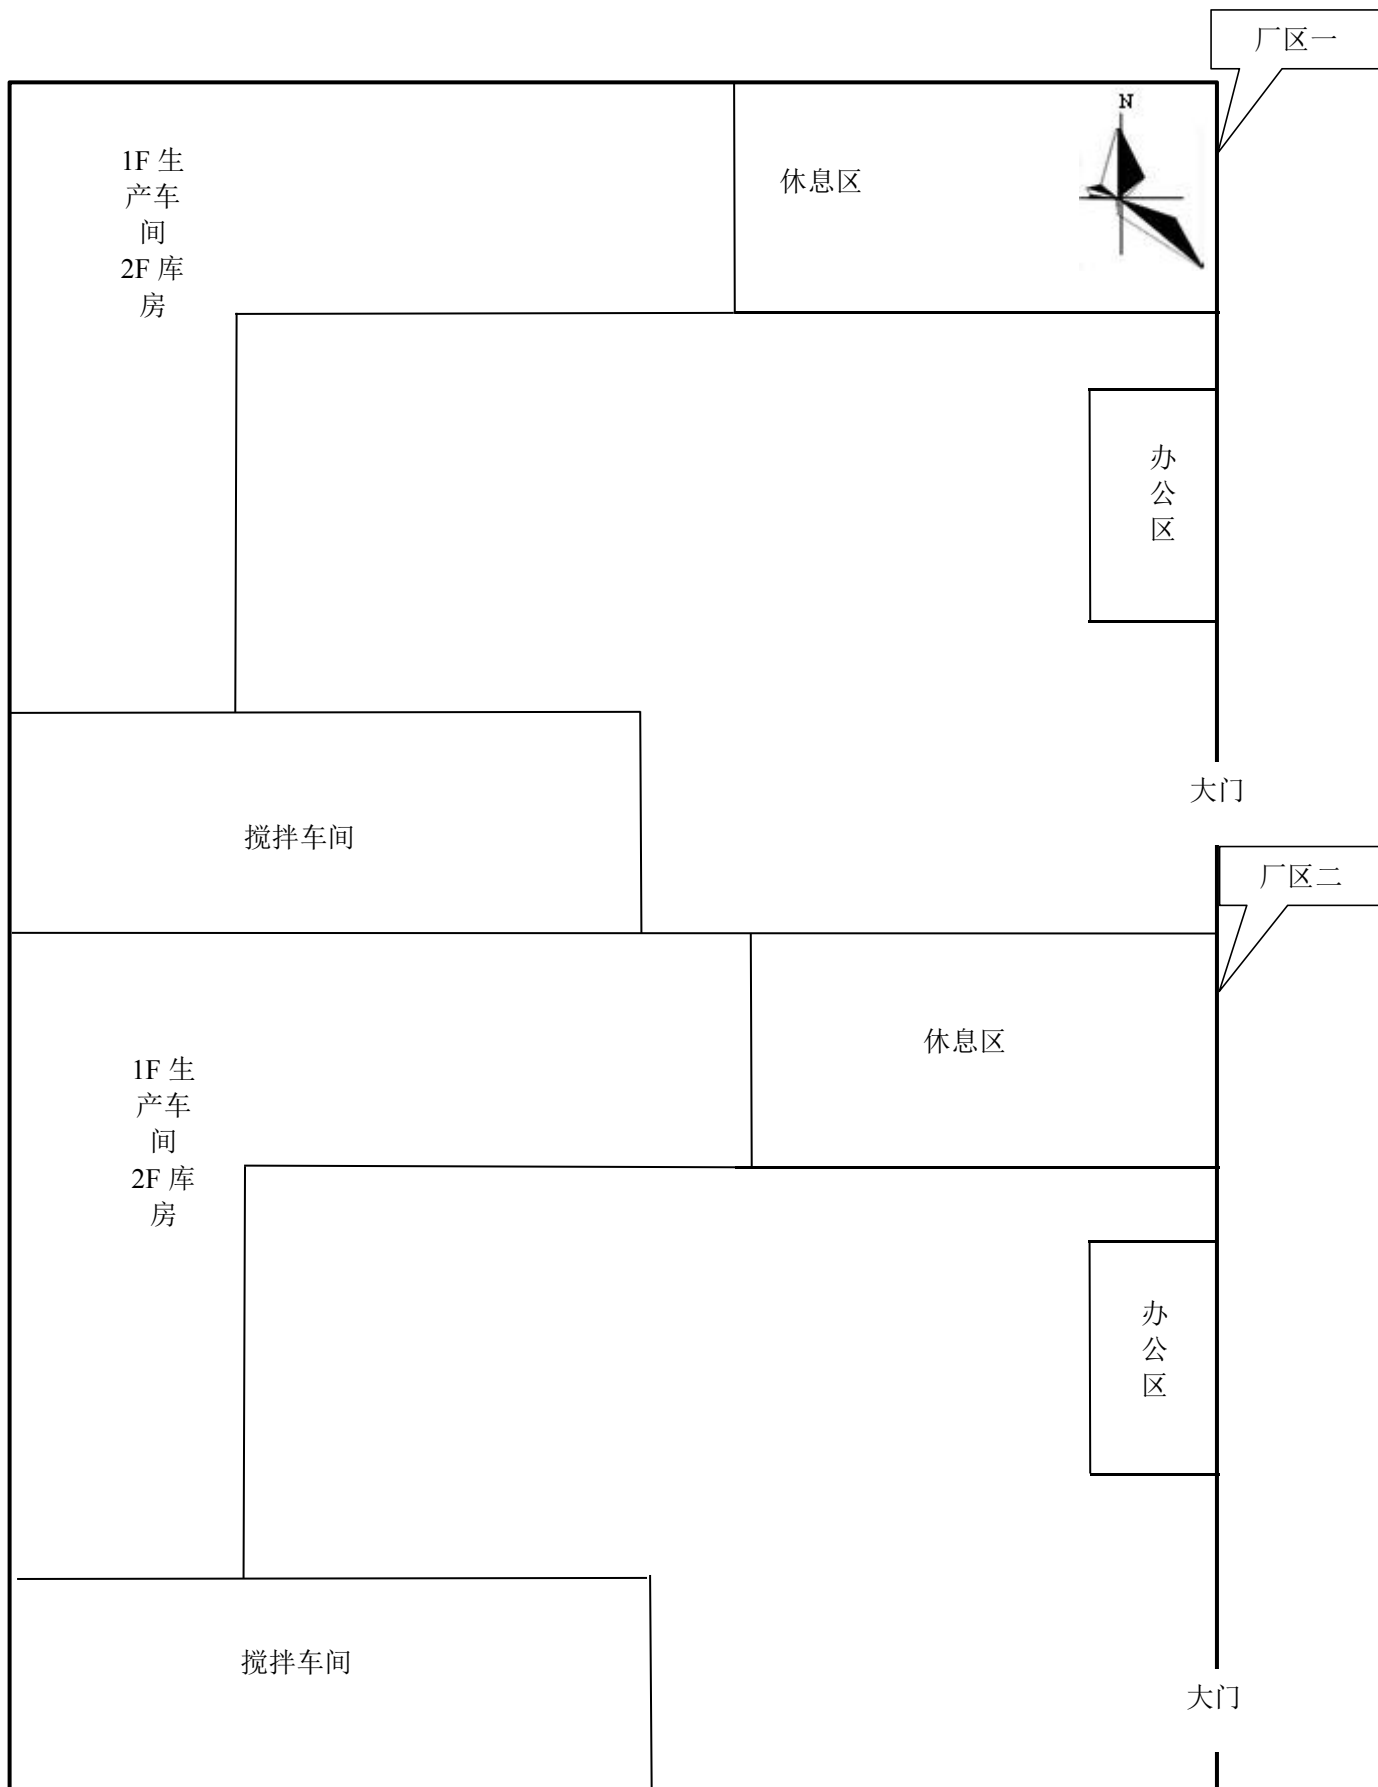 厂区一
N
1F 生
产车
间
2F 库
房
休息区
办
公
区
大门
搅拌车间
厂区二
休息区
1F 生
产车
间
2F 库
房
办
公
区
搅拌车间
大门